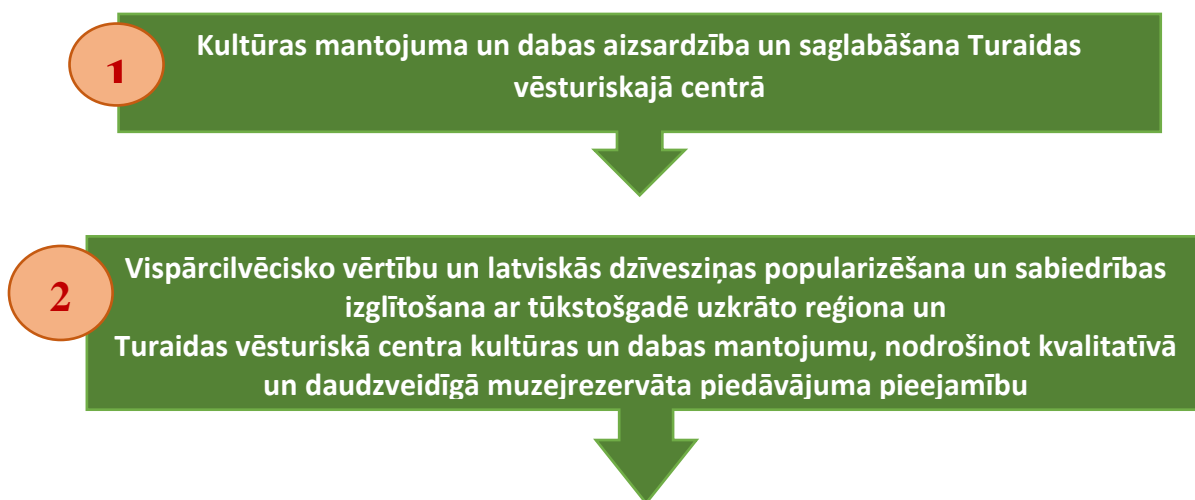 1
Kultūras mantojuma un dabas aizsardzība un saglabāšana Turaidas
vēsturiskajā centrā
2
Vispārcilvēcisko vērtību un latviskās dzīvesziņas popularizēšana un sabiedrības
izglītošana ar tūkstošgadē uzkrāto reģiona un
Turaidas vēsturiskā centra kultūras un dabas mantojumu, nodrošinot kvalitatīvā
un daudzveidīgā muzejrezervāta piedāvājuma pieejamību